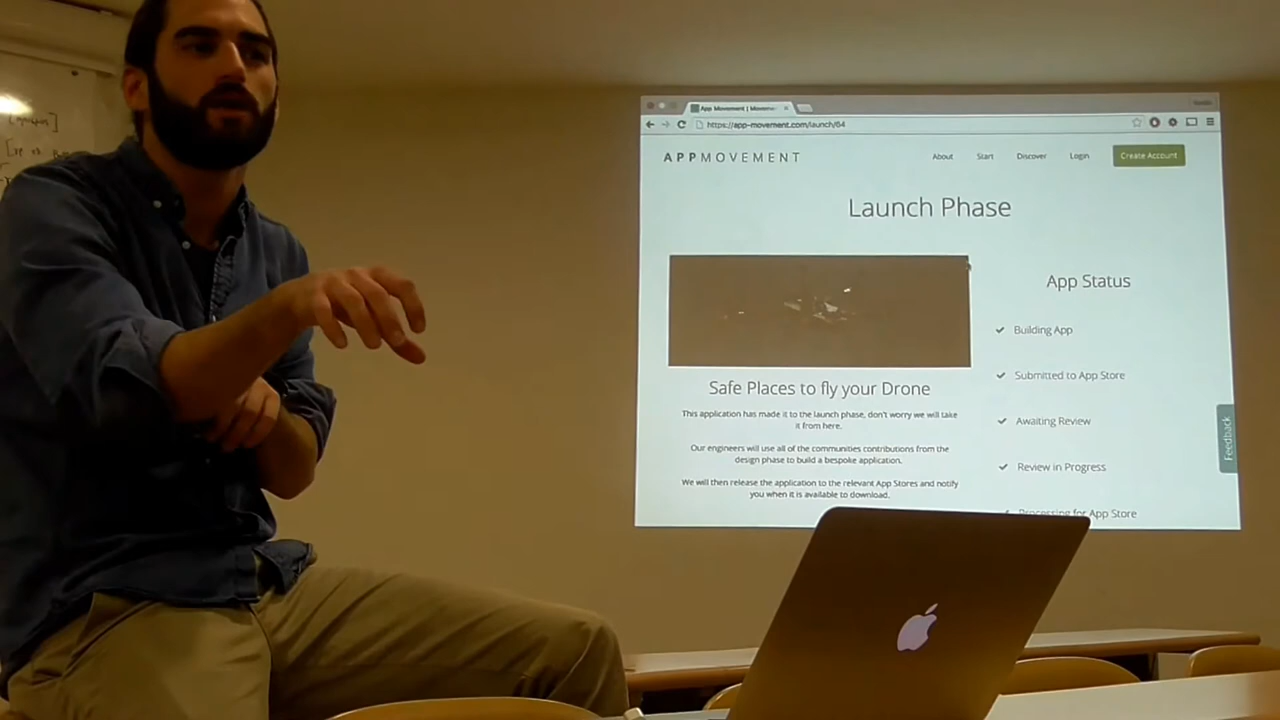 App Movement | Moveme
https://app-movement.com/launch/64
APPMOVEMENT
About
Start
Discover
Login
Create Account
Launch Phase
App Status
Building App
Submitted to App Store
Awaiting Review
Review in Progress
Processing for App Store
Safe Places to fly your Drone
This application has made it to the launch phase, don't worry we will take
it from here.
Our engineers will use all of the communities contributions from the
design phase to build a bespoke application.
We will then release the application to the relevant App Stores and notify
you when it is available to download.
Feedback